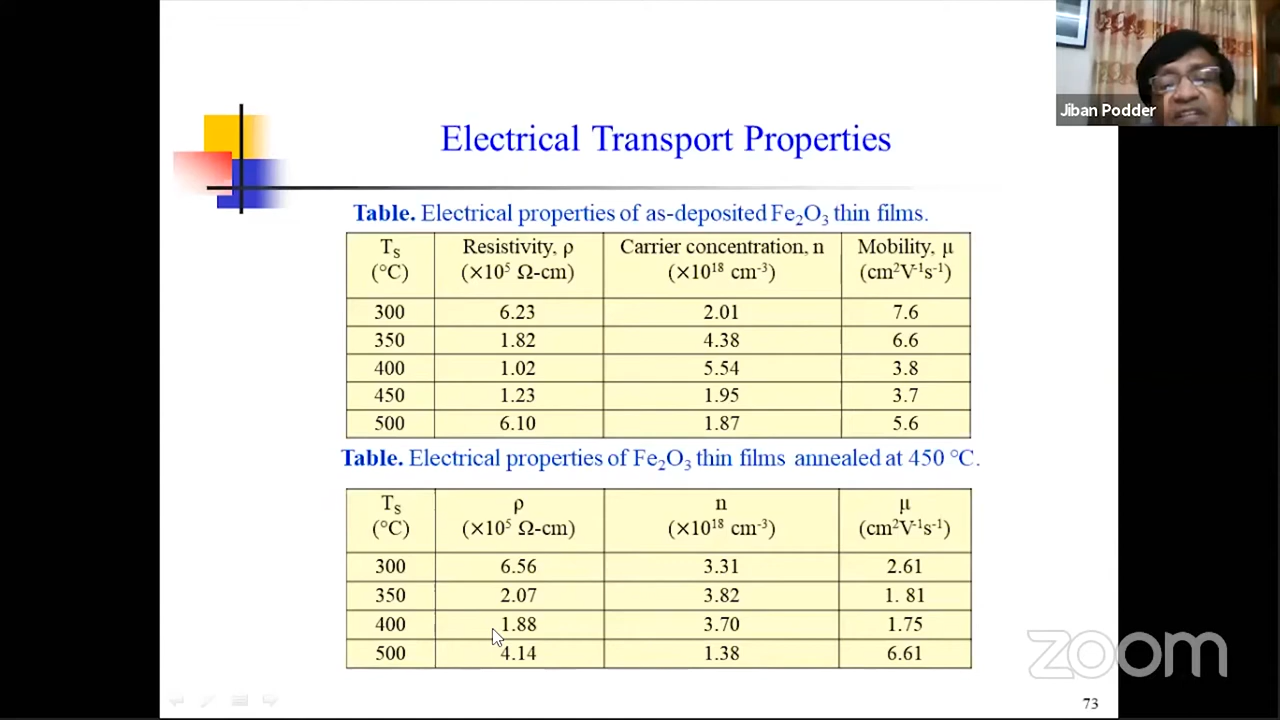 Jiban Podder
Electrical Transport Properties
Table. Electrical properties of as-deposited Fe₂O₃ thin films.
Tₛ (°C) Resistivity, ρ (×10⁵ Ω-cm) Carrier concentration, n (×10¹⁸ cm⁻³) Mobility, μ (cm²V⁻¹s⁻¹)
300 6.23 2.01 7.6
350 1.82 4.38 6.6
400 1.02 5.54 3.8
450 1.23 1.95 3.7
500 6.10 1.87 5.6
Table. Electrical properties of Fe₂O₃ thin films annealed at 450 °C.
Tₛ (°C) ρ (×10⁵ Ω-cm) n (×10¹⁸ cm⁻³) μ (cm²V⁻¹s⁻¹)
300 6.56 3.31 2.61
350 2.07 3.82 1. 81
400 1.88 3.70 1.75
500 4.14 1.38 6.61
zoom
73